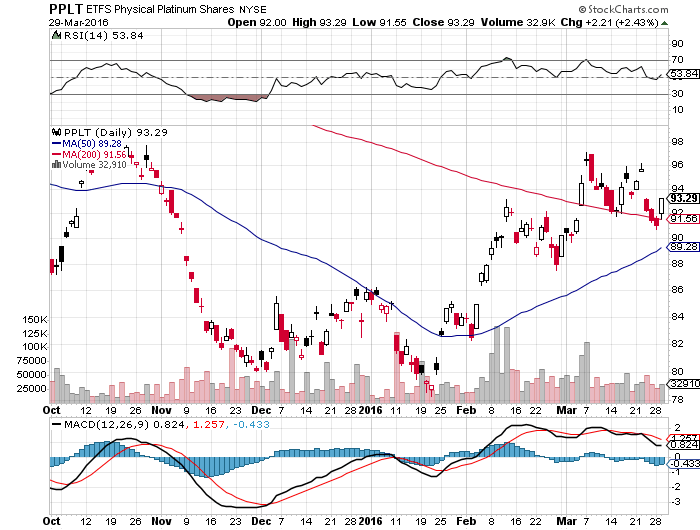 PPLT ETFS Physical Platinum Shares NYSE © StockCharts.com
29-Mar-2016 Open 92.00 High 93.29 Low 91.55 Close 93.29 Volume 32.9K Chg +2.21 (+2.43%)
RSI(14) 53.84
90
70
53.84
50
30
10
PPLT (Daily) 93.29
MA(50) 89.28
MA(200) 91.56
Volume 32,910
98
96
94
93.29
92
91.56
90
89.28
88
86
84
82
80
78
150K
125K
100K
75000
50000
25000
32910
Oct 12 19 26 Nov 9 16 23 Dec 7 14 21 28 2016 11 19 25 Feb 8 16 22 Mar 7 14 21 28
MACD(12,26,9) 0.824, 1.257, -0.433
2
1.257
0.824
-0.433
-1
-2
-3
Oct 12 19 26 Nov 9 16 23 Dec 7 14 21 28 2016 11 19 25 Feb 8 16 22 Mar 7 14 21 28